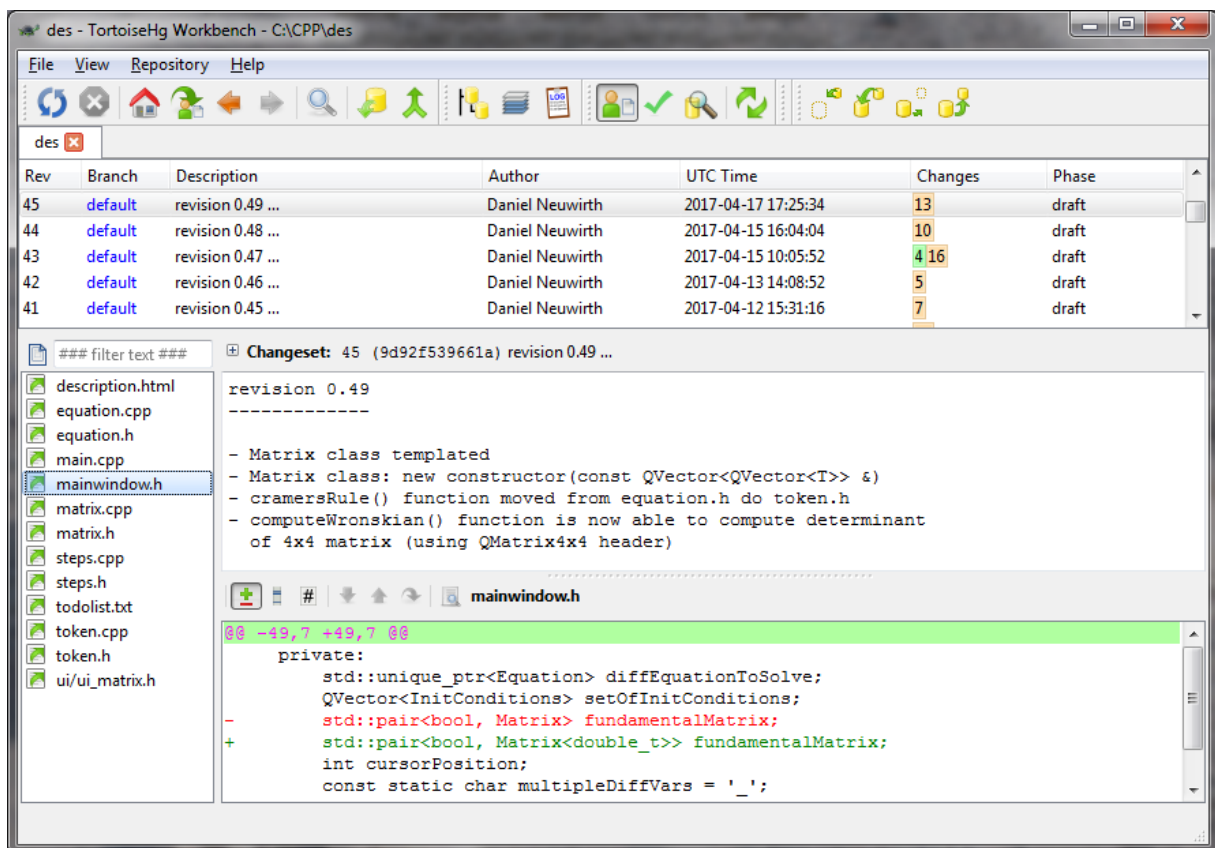 des - TortoiseHg Workbench - C:\CPP\des
File View Repository Help
LOG
des
Rev Branch Description Author UTC Time Changes Phase
45 default revision 0.49 ... Daniel Neuwirth 2017-04-17 17:25:34 13 draft
44 default revision 0.48 ... Daniel Neuwirth 2017-04-15 16:04:04 10 draft
43 default revision 0.47 ... Daniel Neuwirth 2017-04-15 10:05:52 4 16 draft
42 default revision 0.46 ... Daniel Neuwirth 2017-04-13 14:08:52 5 draft
41 default revision 0.45 ... Daniel Neuwirth 2017-04-12 15:31:16 7 draft
### filter text ###
description.html
equation.cpp
equation.h
main.cpp
mainwindow.h
matrix.cpp
matrix.h
steps.cpp
steps.h
todolist.txt
token.cpp
token.h
ui/ui_matrix.h
Changeset: 45 (9d92f539661a) revision 0.49 ...
revision 0.49
-------------
- Matrix class templated
- Matrix class: new constructor(const QVector<QVector<T>> &)
- cramersRule() function moved from equation.h do token.h
- computeWronskian() function is now able to compute determinant
of 4x4 matrix (using QMatrix4x4 header)
# mainwindow.h
@@ -49,7 +49,7 @@
private:
std::unique_ptr<Equation> diffEquationToSolve;
QVector<InitConditions> setOfInitConditions;
- std::pair<bool, Matrix> fundamentalMatrix;
+ std::pair<bool, Matrix<double_t>> fundamentalMatrix;
int cursorPosition;
const static char multipleDiffVars = '_';